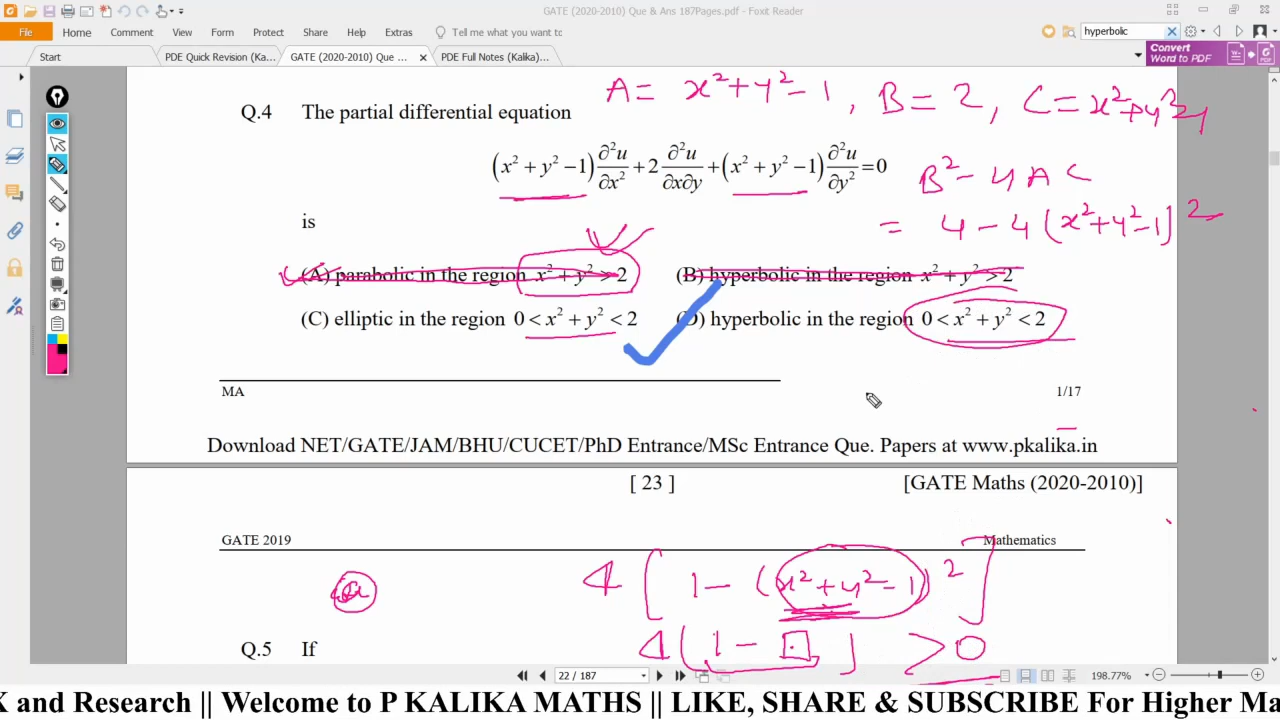 GATE (2020-2010) Que & Ans 187Pages.pdf - Foxit Reader
File Home Comment View Form Protect Share Help Extras Tell me what you want to hyperbolic
Start PDE Quick Revision (Ka... GATE (2020-2010) Que ... PDE Full Notes (Kalika)... Convert Word to PDF
A = x²+y²-1, B = 2, C = x²+y²-1
Q.4 The partial differential equation
(x² + y² −1) ∂²u/∂x² + 2 ∂²u/∂x∂y + (x² + y² −1) ∂²u/∂y² = 0
B² - 4AC
is
= 4 - 4(x²+y²-1)²
(A) parabolic in the region x² + y² > 2 (B) hyperbolic in the region x² + y² > 2
(C) elliptic in the region 0 < x² + y² < 2 (D) hyperbolic in the region 0 < x² + y² < 2
MA 1/17
Download NET/GATE/JAM/BHU/CUCET/PhD Entrance/MSc Entrance Que. Papers at www.pkalika.in
[ 23 ] [GATE Maths (2020-2010)]
GATE 2019 Mathematics
4 [ 1 - (x²+y²-1)² ]
Q.5 If
4 [ 1 - □ ] > 0
22 / 187 198.77%
K and Research || Welcome to P KALIKA MATHS || LIKE, SHARE & SUBSCRIBE For Higher Ma